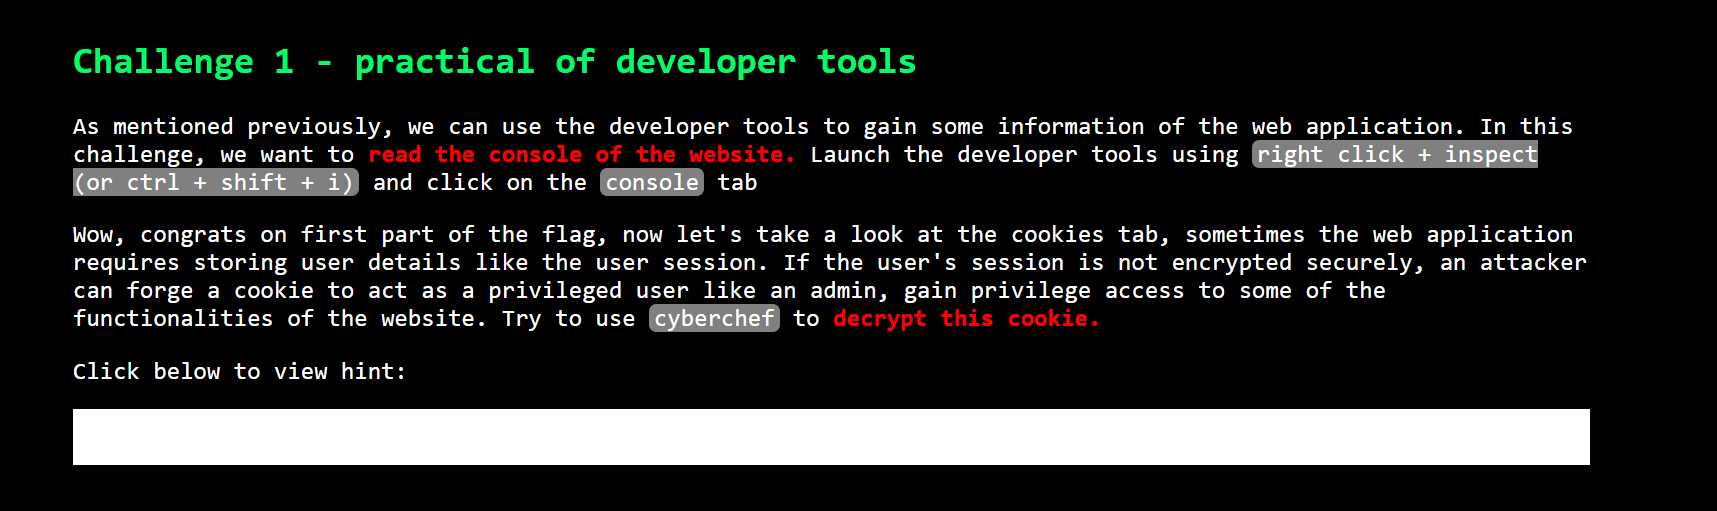 Challenge 1 - practical of developer tools
As mentioned previously, we can use the developer tools to gain some information of the web application. In this
challenge, we want to read the console of the website. Launch the developer tools using right click + inspect
(or ctrl + shift + i) and click on the console tab
Wow, congrats on first part of the flag, now let's take a look at the cookies tab, sometimes the web application
requires storing user details like the user session. If the user's session is not encrypted securely, an attacker
can forge a cookie to act as a privileged user like an admin, gain privilege access to some of the
functionalities of the website. Try to use cyberchef to decrypt this cookie.
Click below to view hint: